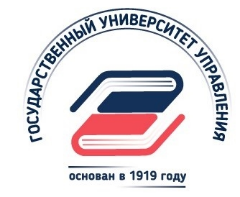 ГОСУДАРСТВЕННЫЙ УНИВЕРСИТЕТ УПРАВЛЕНИЯ
основан в 1919 году